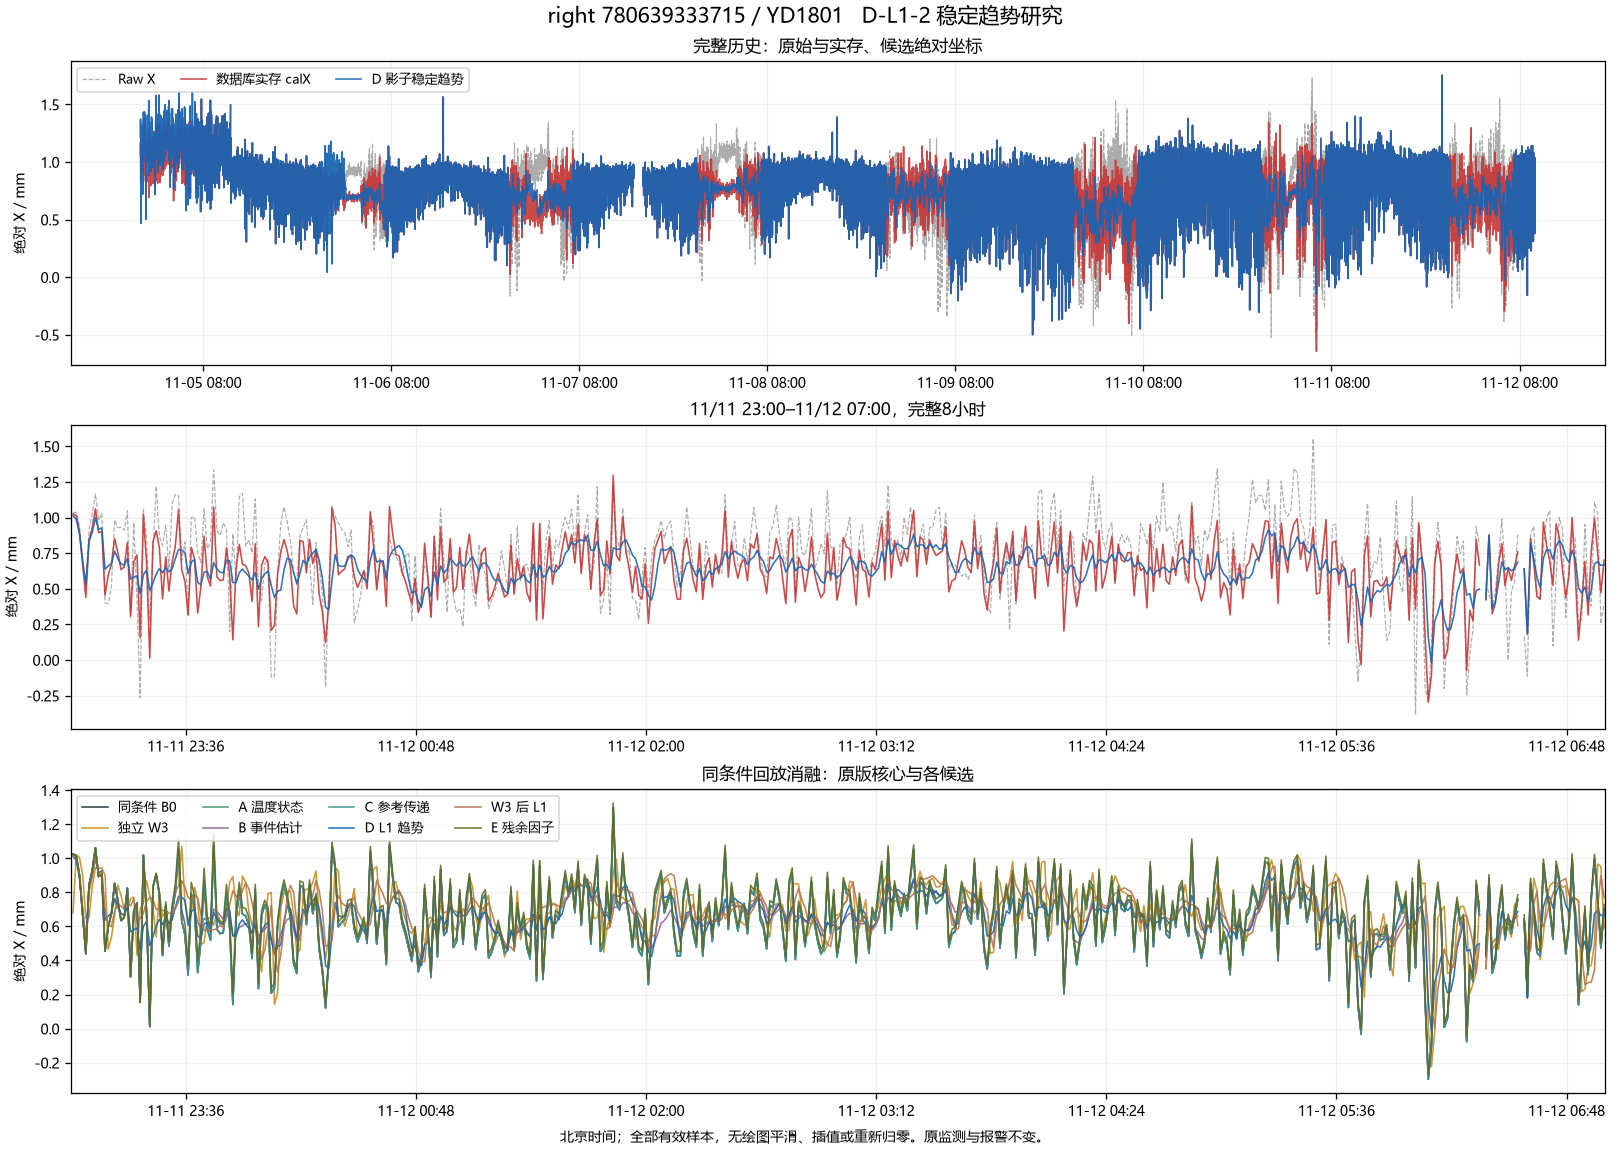 right 780639333715 / YD1801   D-L1-2 稳定趋势研究
完整历史：原始与实存、候选绝对坐标
Raw X
数据库实存 calX
D 影子稳定趋势
绝对 X / mm
1.5
1.0
0.5
0.0
-0.5
11-05 08:00
11-06 08:00
11-07 08:00
11-08 08:00
11-09 08:00
11-10 08:00
11-11 08:00
11-12 08:00
11/11 23:00–11/12 07:00，完整8小时
绝对 X / mm
1.50
1.25
1.00
0.75
0.50
0.25
0.00
-0.25
11-11 23:36
11-12 00:48
11-12 02:00
11-12 03:12
11-12 04:24
11-12 05:36
11-12 06:48
同条件回放消融：原版核心与各候选
同条件 B0
A 温度状态
C 参考传递
W3 后 L1
独立 W3
B 事件估计
D L1 趋势
E 残余因子
绝对 X / mm
1.4
1.2
1.0
0.8
0.6
0.4
0.2
0.0
-0.2
11-11 23:36
11-12 00:48
11-12 02:00
11-12 03:12
11-12 04:24
11-12 05:36
11-12 06:48
北京时间；全部有效样本，无绘图平滑、插值或重新归零。原监测与报警不变。